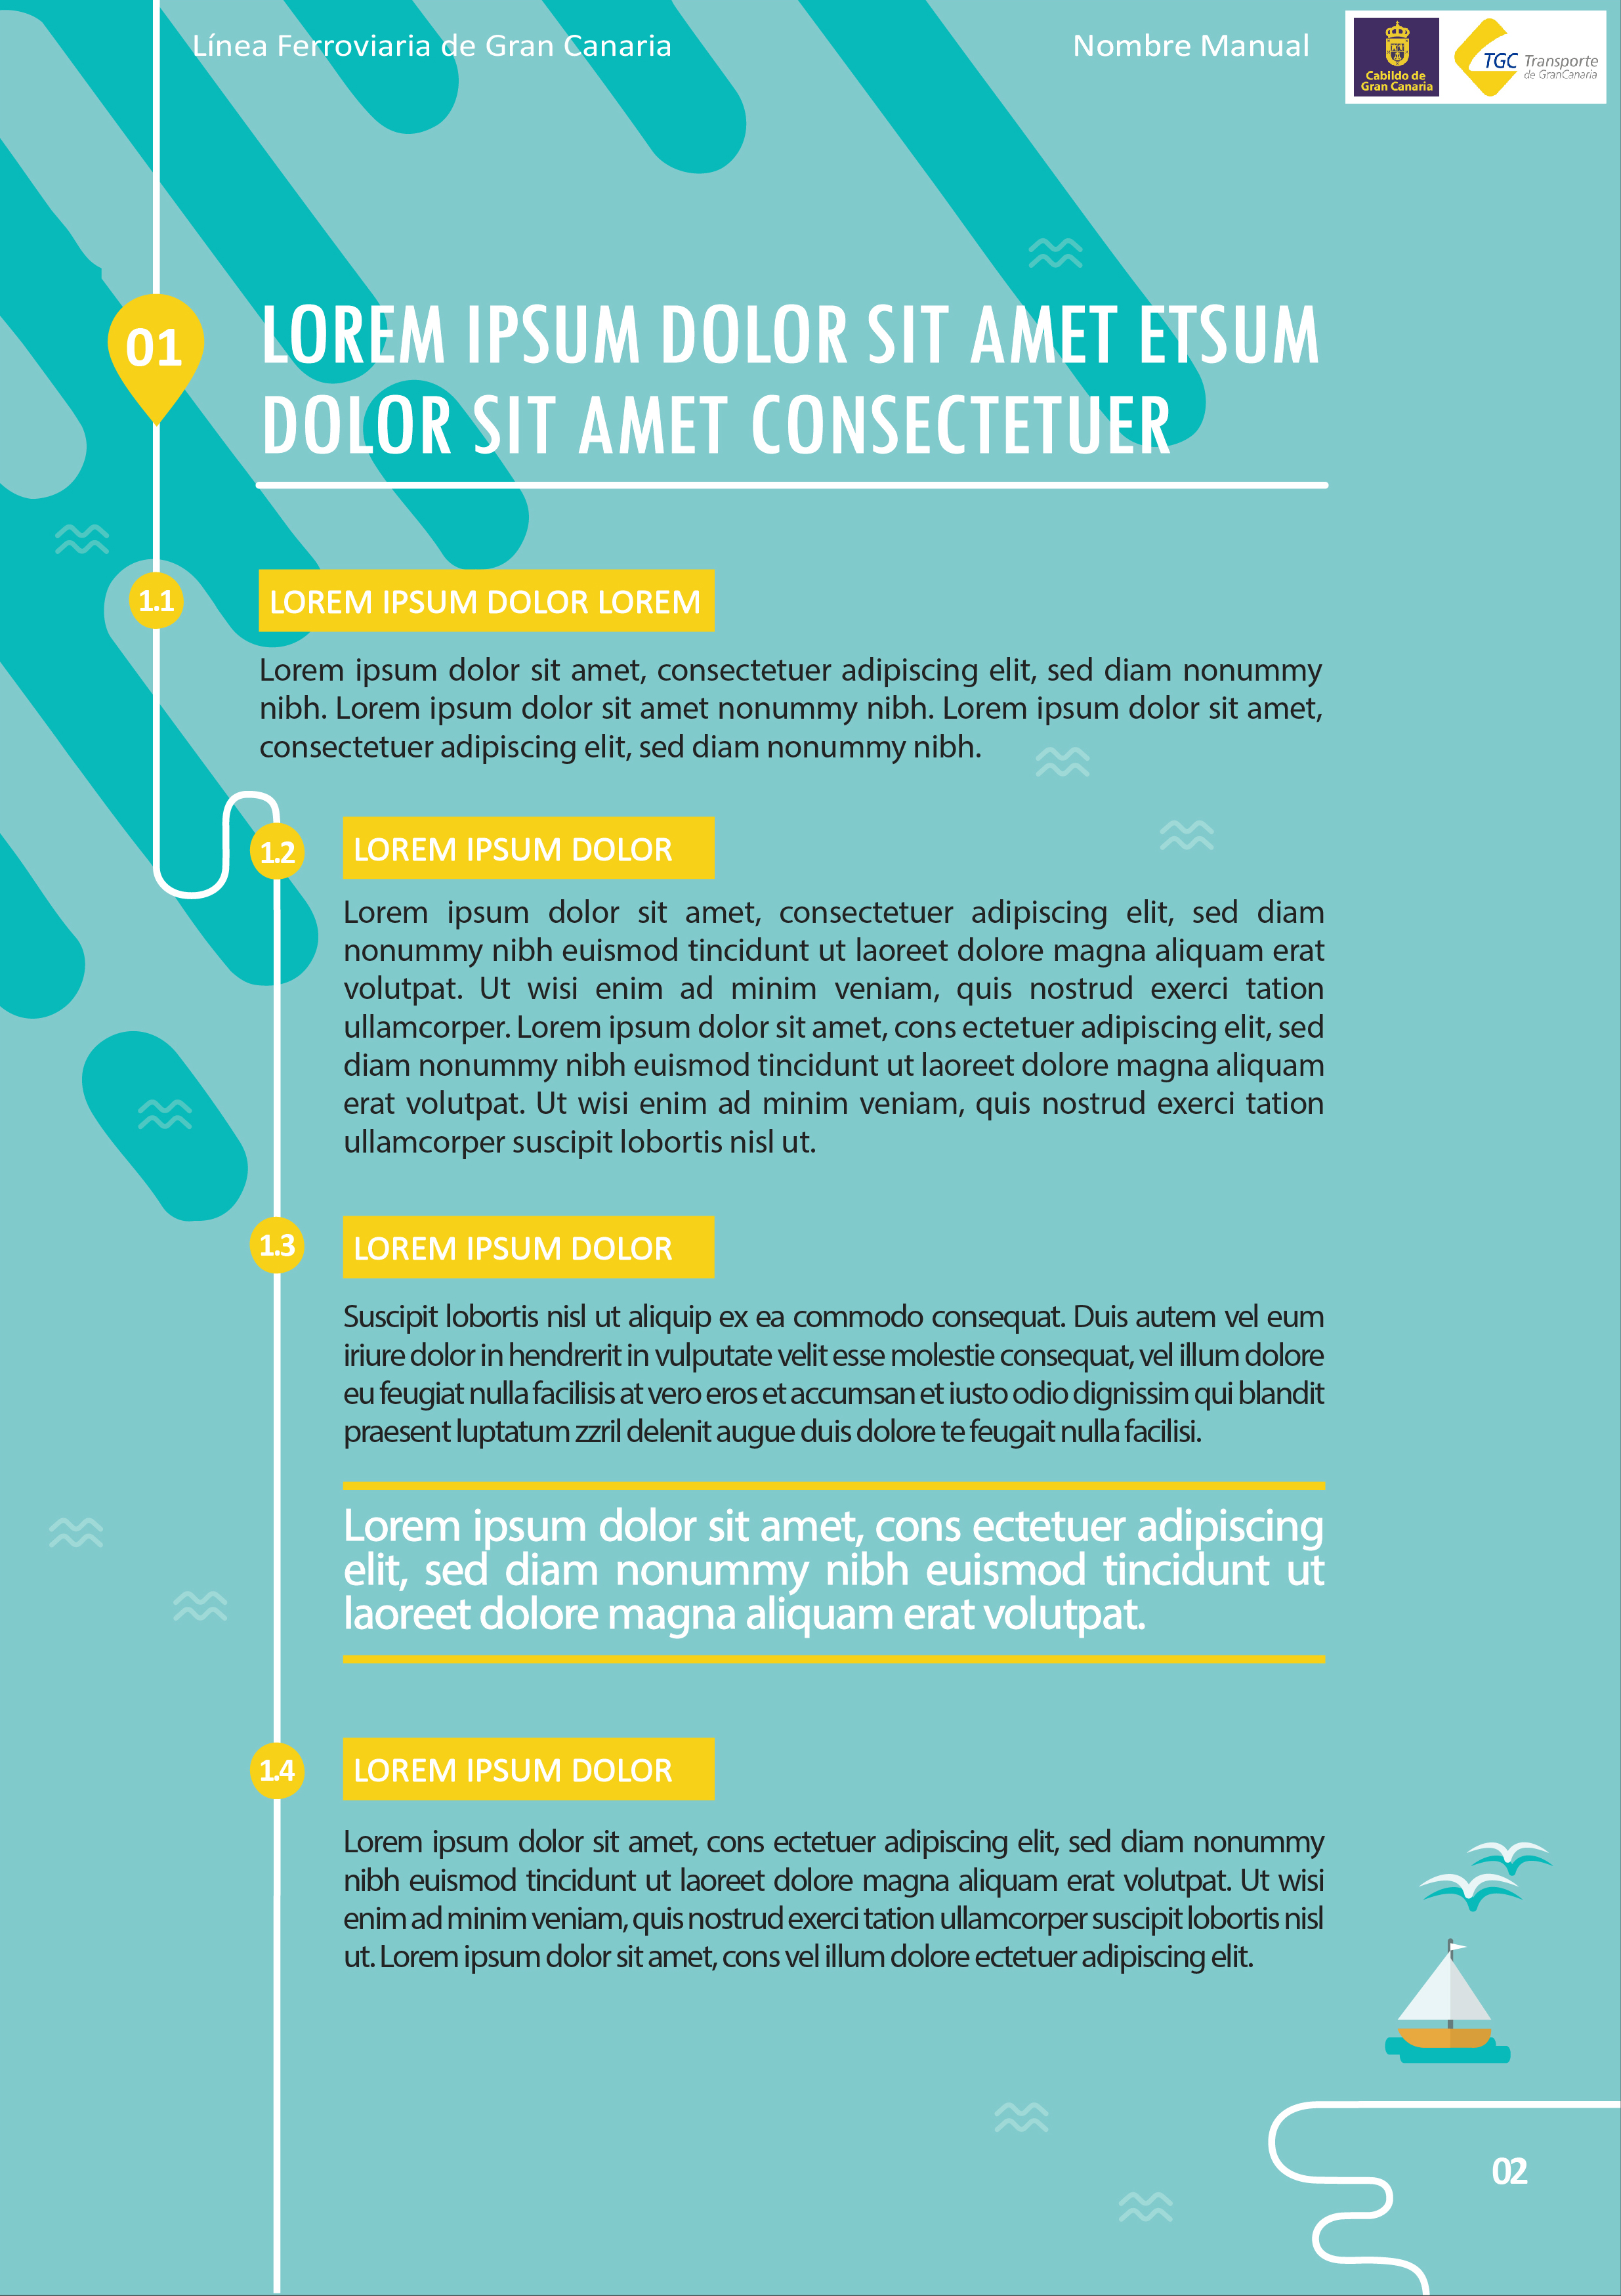 Línea Ferroviaria de Gran Canaria
Nombre Manual
Cabildo de
Gran Canaria
TGC Transporte
de GranCanaria
01
LOREM IPSUM DOLOR SIT AMET ETSUM
DOLOR SIT AMET CONSECTETUER
1.1
LOREM IPSUM DOLOR LOREM
Lorem ipsum dolor sit amet, consectetuer adipiscing elit, sed diam nonummy
nibh. Lorem ipsum dolor sit amet nonummy nibh. Lorem ipsum dolor sit amet,
consectetuer adipiscing elit, sed diam nonummy nibh.
1.2
LOREM IPSUM DOLOR
Lorem ipsum dolor sit amet, consectetuer adipiscing elit, sed diam
nonummy nibh euismod tincidunt ut laoreet dolore magna aliquam erat
volutpat. Ut wisi enim ad minim veniam, quis nostrud exerci tation
ullamcorper. Lorem ipsum dolor sit amet, cons ectetuer adipiscing elit, sed
diam nonummy nibh euismod tincidunt ut laoreet dolore magna aliquam
erat volutpat. Ut wisi enim ad minim veniam, quis nostrud exerci tation
ullamcorper suscipit lobortis nisl ut.
1.3
LOREM IPSUM DOLOR
Suscipit lobortis nisl ut aliquip ex ea commodo consequat. Duis autem vel eum
iriure dolor in hendrerit in vulputate velit esse molestie consequat, vel illum dolore
eu feugiat nulla facilisis at vero eros et accumsan et iusto odio dignissim qui blandit
praesent luptatum zzril delenit augue duis dolore te feugait nulla facilisi.
Lorem ipsum dolor sit amet, cons ectetuer adipiscing
elit, sed diam nonummy nibh euismod tincidunt ut
laoreet dolore magna aliquam erat volutpat.
1.4
LOREM IPSUM DOLOR
Lorem ipsum dolor sit amet, cons ectetuer adipiscing elit, sed diam nonummy
nibh euismod tincidunt ut laoreet dolore magna aliquam erat volutpat. Ut wisi
enim ad minim veniam, quis nostrud exerci tation ullamcorper suscipit lobortis nisl
ut. Lorem ipsum dolor sit amet, cons vel illum dolore ectetuer adipiscing elit.
02